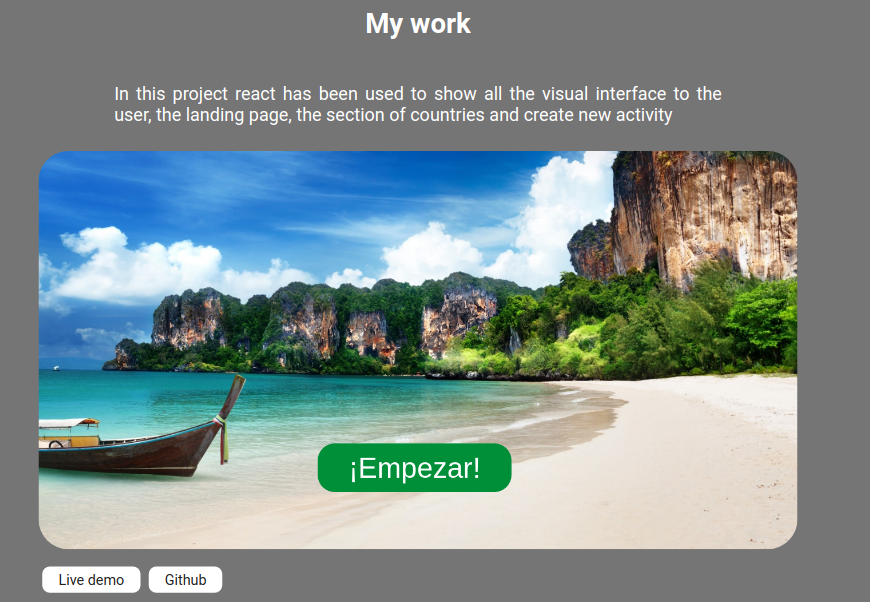 My work
In this project react has been used to show all the visual interface to the
user, the landing page, the section of countries and create new activity
¡Empezar!
Live demo
Github